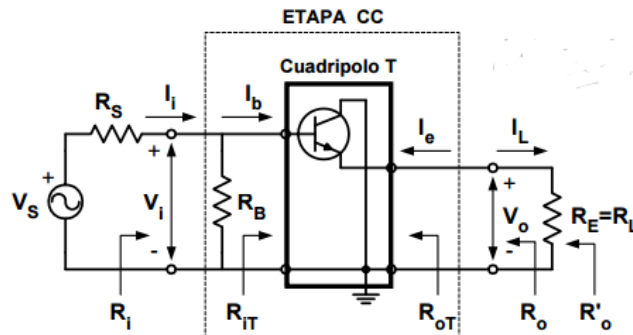 ETAPA CC
Cuadripolo T
R_S
I_i
I_b
I_e
I_L
+
+
+
V_S
V_i
R_B
V_o
R_E=R_L
-
-
R_i
R_iT
R_oT
R_o
R'_o